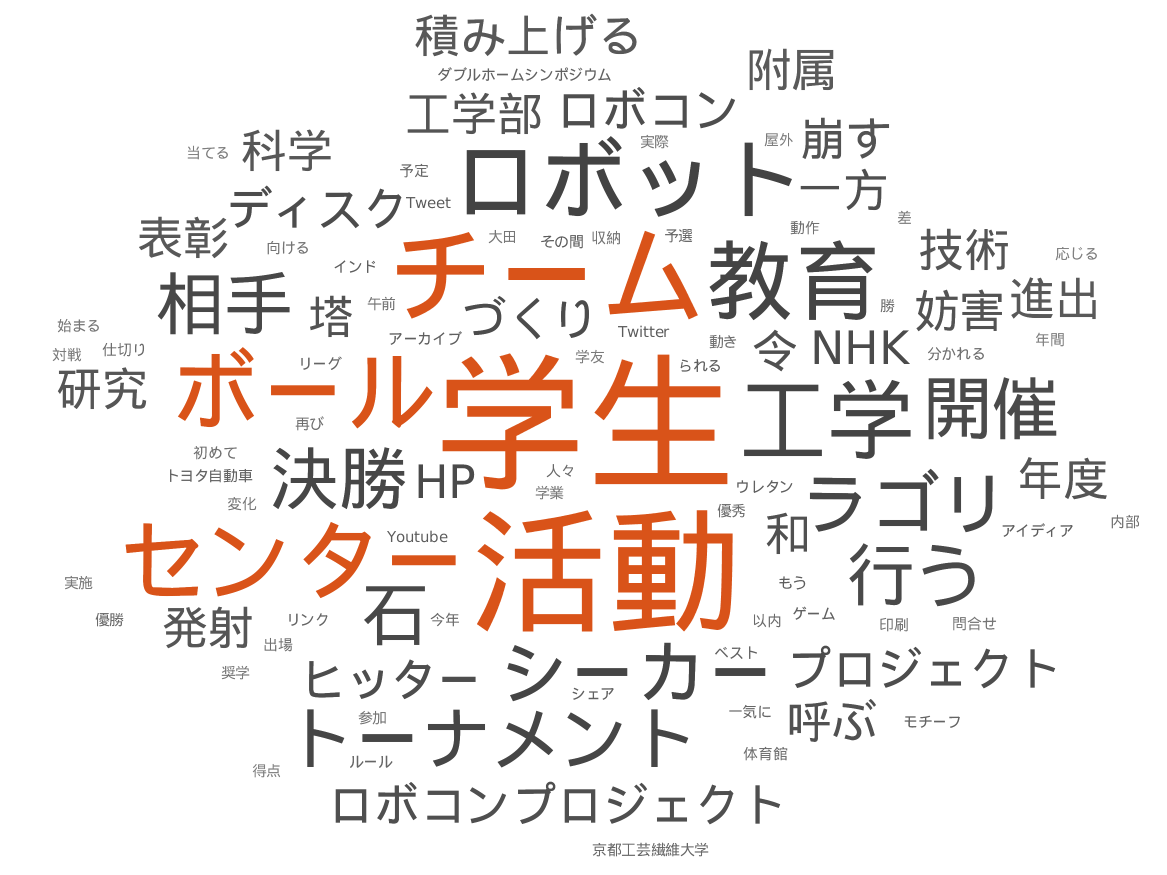 積み上げる
ダブルホームシンポジウム
附属
工学部
ロボコン
実際
屋外
崩す
当てる
科学
予定
ロボット
一方
ディスク
Tweet
差
表彰
向ける
大田
その間
収納
予選
動作
技術
応じる
インド
チーム
教育
相手
塔
午前
づくり
勝
妨害
進出
始まる
アーカイブ
Twitter
動き
令
NHK
分かれる
年間
対戦
仕切り
リーグ
学友
られる
研究
ボール
学生
工学
開催
再び
初めて
トヨタ自動車
決勝
HP
人々
年度
変化
学業
ウレタン
優秀
ラゴリ
和
アイディア
内部
センター
Youtube
活動
行う
実施
もう
優勝
発射
リンク
石
今年
以内
ゲーム
印刷
問合せ
出場
奨学
ヒッター
シーカー
ベスト
プロジェクト
シェア
参加
トーナメント
一気に
呼ぶ
モチーフ
ルール
体育館
得点
ロボコンプロジェクト
京都工芸繊維大学